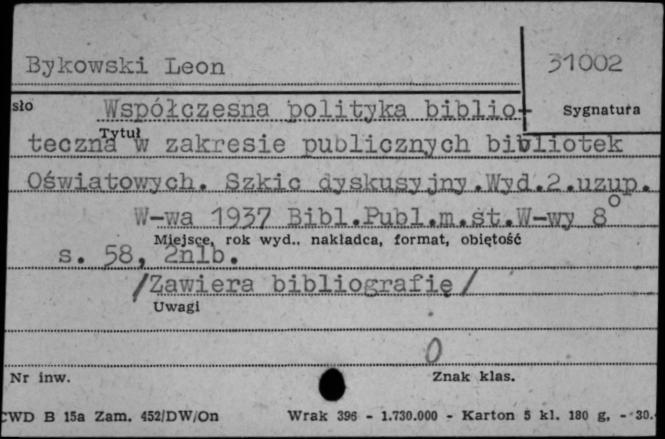 Bykowski Leon
31002
sło
Współczesna polityka biblio-
Sygnatura
Tytuł
teczna w zakresie publicznych bibliotek
Oświatowych. Szkic dyskusyjny.Wyd.2.uzup.
W-wa 1937 Bibl.Publ.m.st.W-wy 8°
Miejsce, rok wyd., nakładca, format, objętość
s. 58, 2nlb.
/Zawiera bibliografię/
Uwagi
0
Nr inw.
Znak klas.
CWD B 15a Zam. 452/DW/On Wrak 396 - 1.730.000 - Karton 5 kl. 180 g. - 30.